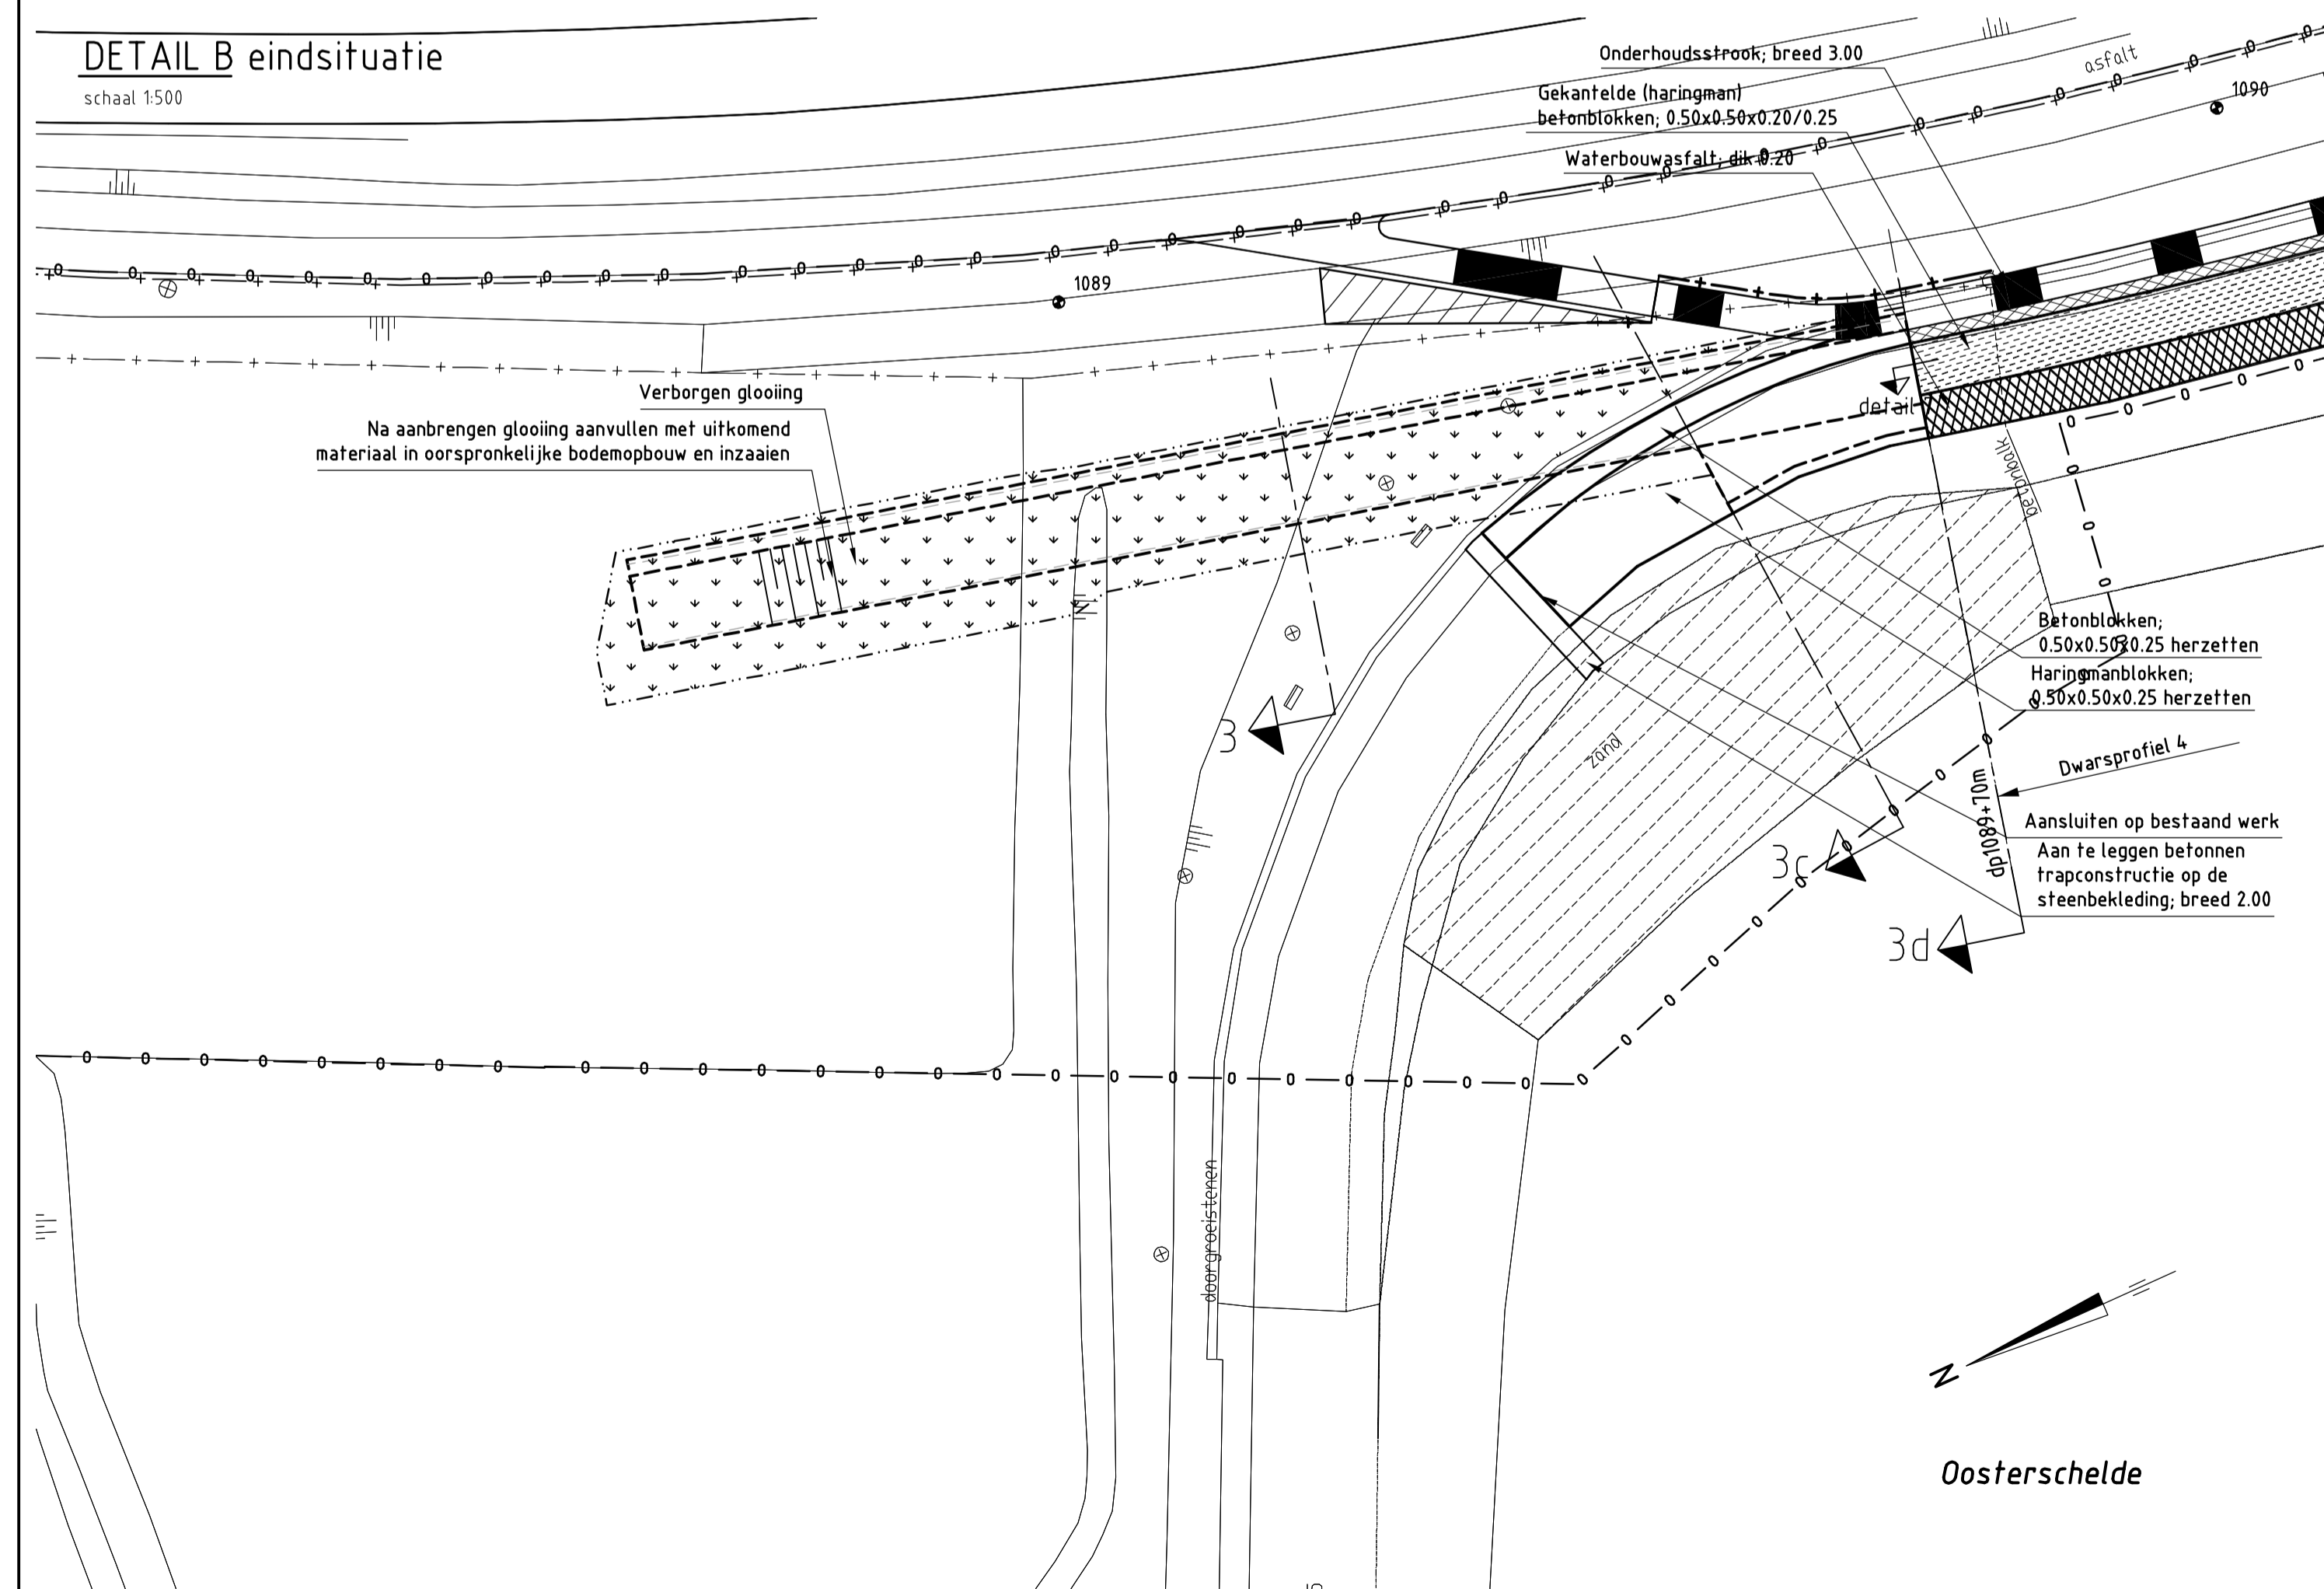 DETAIL B eindsituatie
schaal 1:500
Onderhoudsstrook; breed 3.00
Gekantelde (haringman)
betonblokken; 0.50x0.50x0.20/0.25
Waterbouwasfalt; dik 0.20
asfalt
1090
1089
Verborgen glooiing
Na aanbrengen glooiing aanvullen met uitkomend
materiaal in oorspronkelijke bodemopbouw en inzaaien
detail
betonbalk
Betonblokken;
0.50x0.50x0.25 herzetten
Haringmanblokken;
0.50x0.50x0.25 herzetten
3
zand
Dwarsprofiel 4
dp1089+70m
Aansluiten op bestaand werk
3c
Aan te leggen betonnen
trapconstructie op de
steenbekleding; breed 2.00
3d
doorgroeistenen
N
Oosterschelde